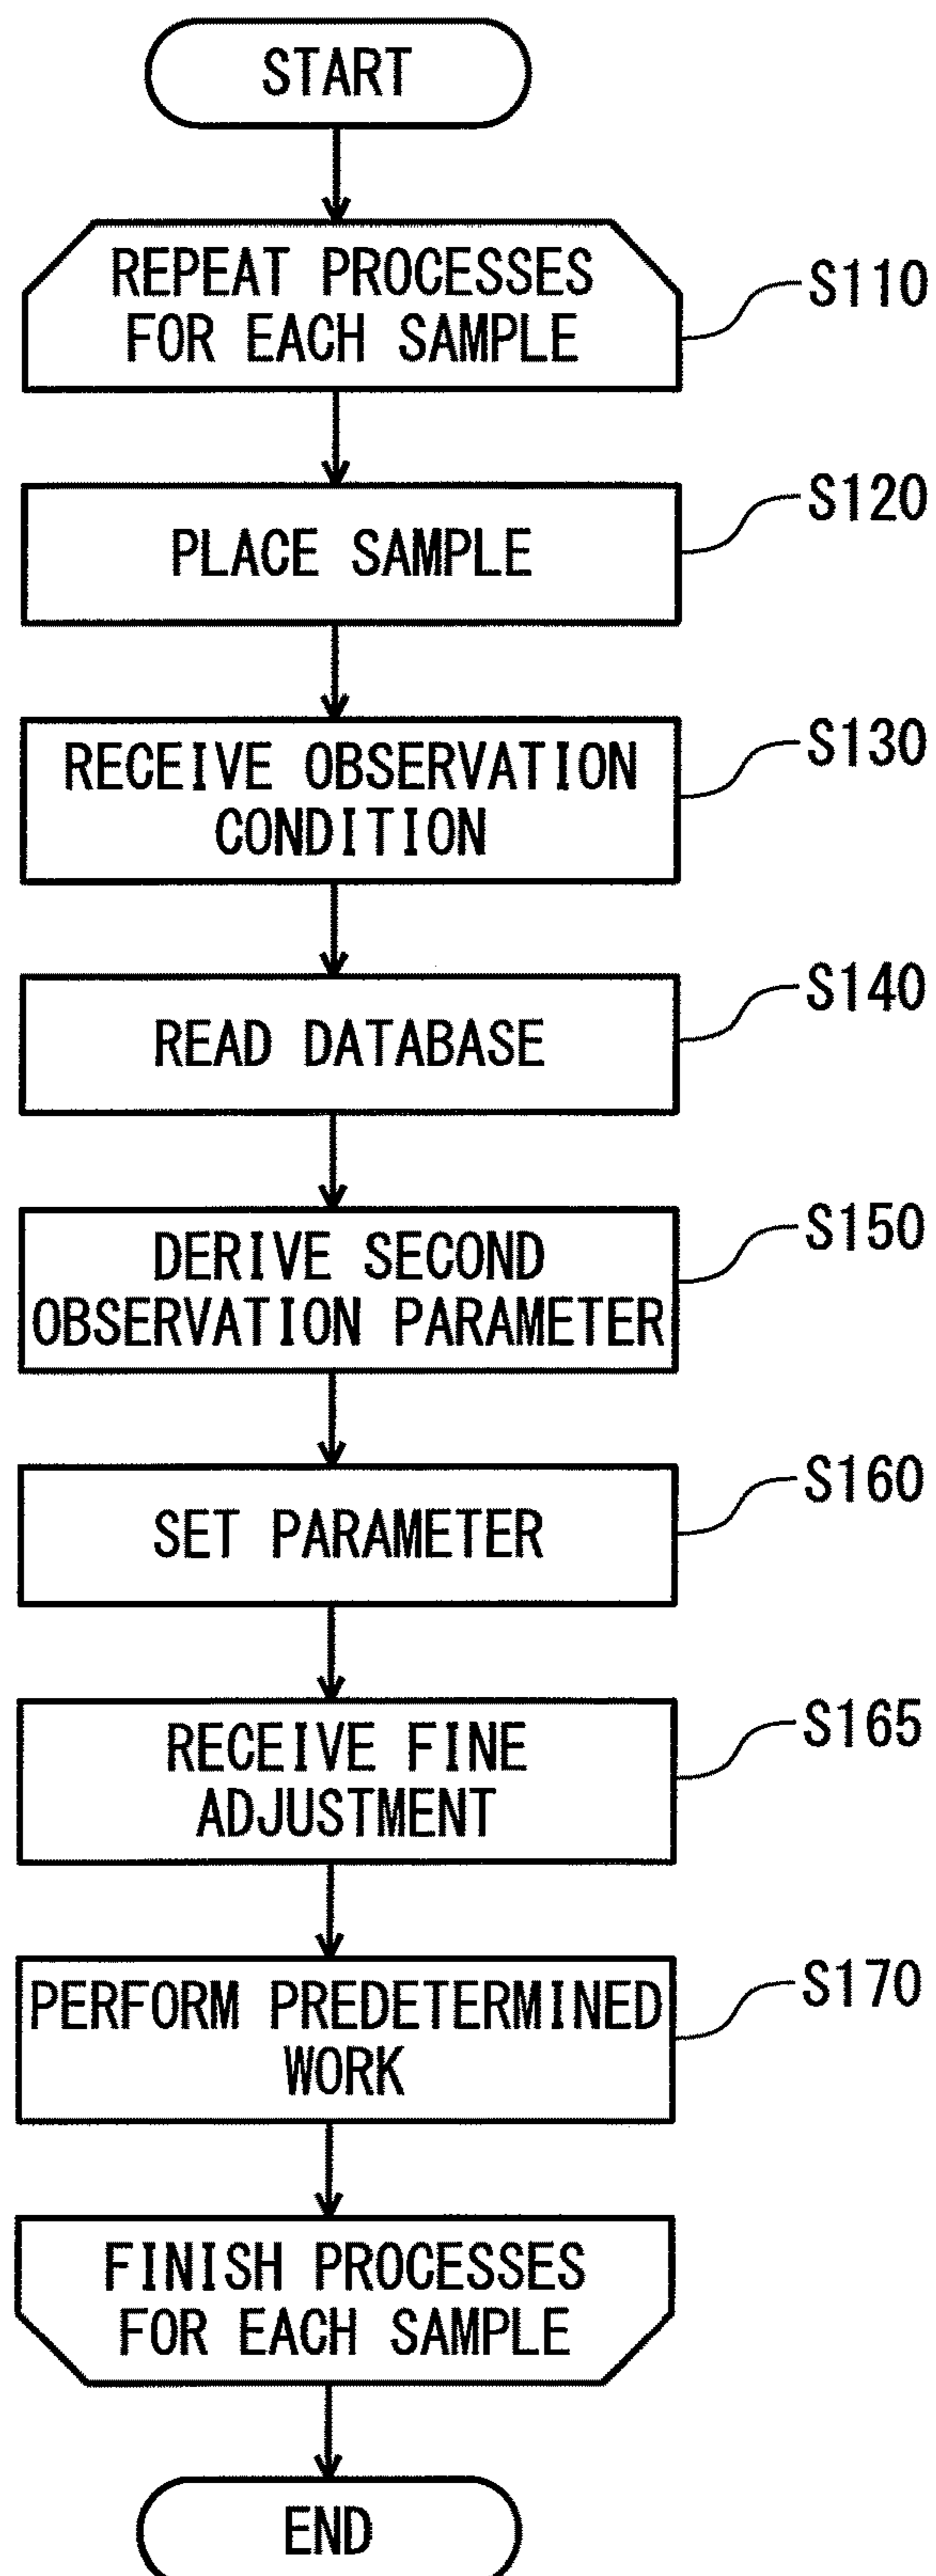 START
REPEAT PROCESSES
FOR EACH SAMPLE
S110
PLACE SAMPLE
S120
RECEIVE OBSERVATION
CONDITION
S130
READ DATABASE
S140
DERIVE SECOND
OBSERVATION PARAMETER
S150
SET PARAMETER
S160
RECEIVE FINE
ADJUSTMENT
S165
PERFORM PREDETERMINED
WORK
S170
FINISH PROCESSES
FOR EACH SAMPLE
END